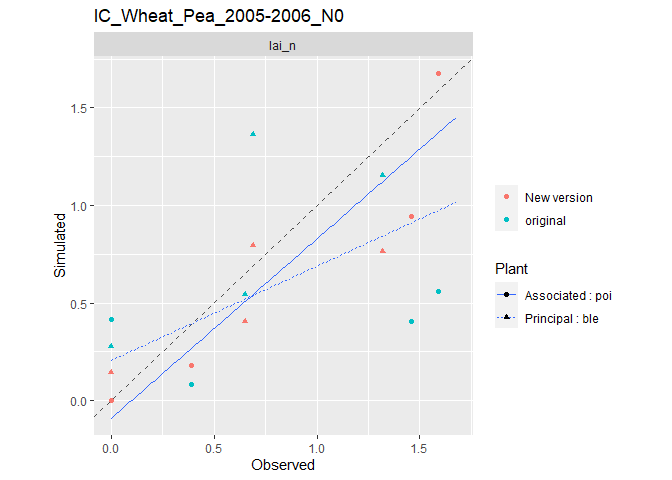 IC_Wheat_Pea_2005-2006_N0
lai_n
1.5
1.0
0.5
0.0
Simulated
0.0 0.5 1.0 1.5
Observed
New version
original
Plant
Associated : poi
Principal : ble